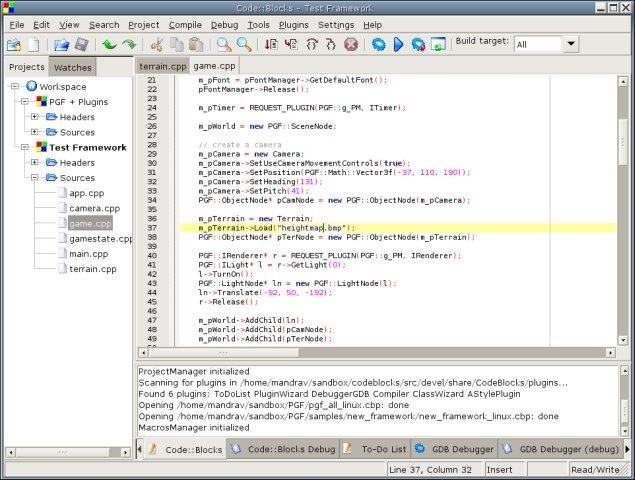 Code::Blocks - Test Framework
File Edit View Search Project Compile Debug Tools Plugins Settings Help
Build target: All
Projects Watches
Workspace
PGF + Plugins
Headers
Sources
Test Framework
Headers
Sources
app.cpp
camera.cpp
game.cpp
gamestate.cpp
main.cpp
terrain.cpp
terrain.cpp game.cpp
21 m_pFont = pFontManager->GetDefaultFont();
22 pFontManager->Release();
23
24 m_pTimer = REQUEST_PLUGIN(PGF::g_PM, ITimer);
25
26 m_pWorld = new PGF::SceneNode;
27
28 // create a camera
29 m_pCamera = new Camera;
30 m_pCamera->SetUseCameraMovementControls(true);
31 m_pCamera->SetPosition(PGF::Math::Vector3f(-37, 110, 190));
32 m_pCamera->SetHeading(131);
33 m_pCamera->SetPitch(41);
34 PGF::ObjectNode* pCamNode = new PGF::ObjectNode(m_pCamera);
35
36 m_pTerrain = new Terrain;
37 m_pTerrain->Load("heightmap.bmp");
38 PGF::ObjectNode* pTerNode = new PGF::ObjectNode(m_pTerrain);
39
40 PGF::IRenderer* r = REQUEST_PLUGIN(PGF::g_PM, IRenderer);
41 PGF::ILight* l = r->GetLight(0);
42 l->TurnOn();
43 PGF::LightNode* ln = new PGF::LightNode(l);
44 ln->Translate(-92, 50, -192);
45 r->Release();
46
47 m_pWorld->AddChild(ln);
48 m_pWorld->AddChild(pCamNode);
49 m_pWorld->AddChild(pTerNode);
50
ProjectManager initialized
Scanning for plugins in /home/mandrav/sandbox/codeblocks/src/devel/share/CodeBlocks/plugins...
Found 6 plugins: ToDoList PluginWizard DebuggerGDB Compiler ClassWizard AStylePlugin
Opening /home/mandrav/sandbox/PGF/pgf_all_linux.cbp: done
Opening /home/mandrav/sandbox/PGF/samples/new_framework/new_framework_linux.cbp: done
MacrosManager initialized
Code::Blocks Code::Blocks Debug To-Do List GDB Debugger GDB Debugger (debug)
Line 37, Column 32 Insert Read/Write